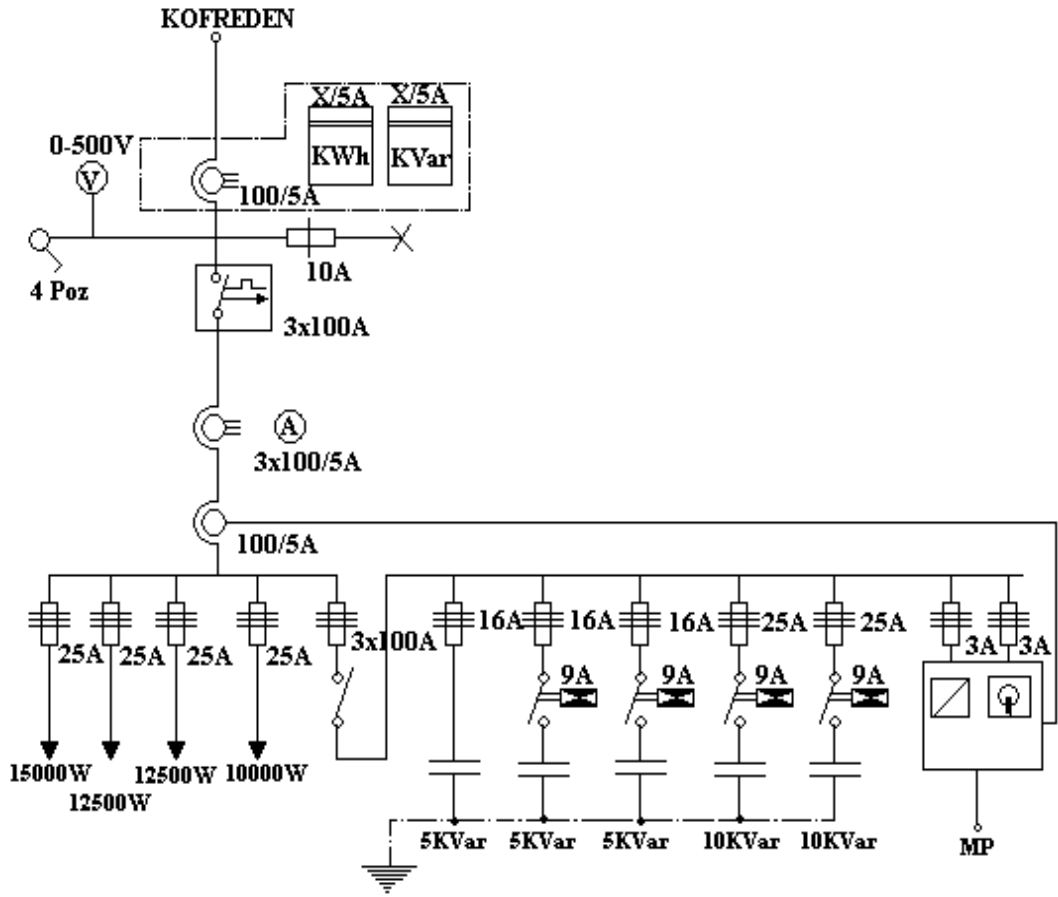 KOFREDEN
X/5A X/5A
KWh KVar
0-500V
V
100/5A
10A
4 Poz
3x100A
A
3x100/5A
100/5A
25A 25A 25A 25A 3x100A 16A 16A 16A 25A 25A 3A 3A
9A 9A 9A 9A
15000W 12500W 12500W 10000W
5KVar 5KVar 5KVar 10KVar 10KVar
MP